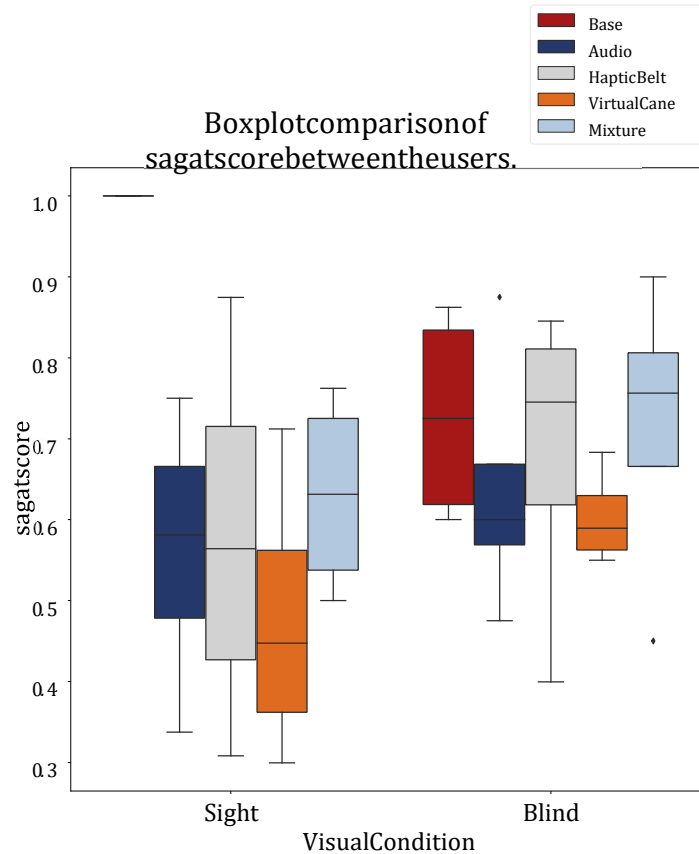 Base
Audio
HapticBelt
VirtualCane
Mixture
Boxplotcomparisonof
sagatscorebetweentheusers.
1.0
0.9
0.8
0.7
0.6
0.5
0.4
0.3
sagatscore
Sight
Blind
VisualCondition